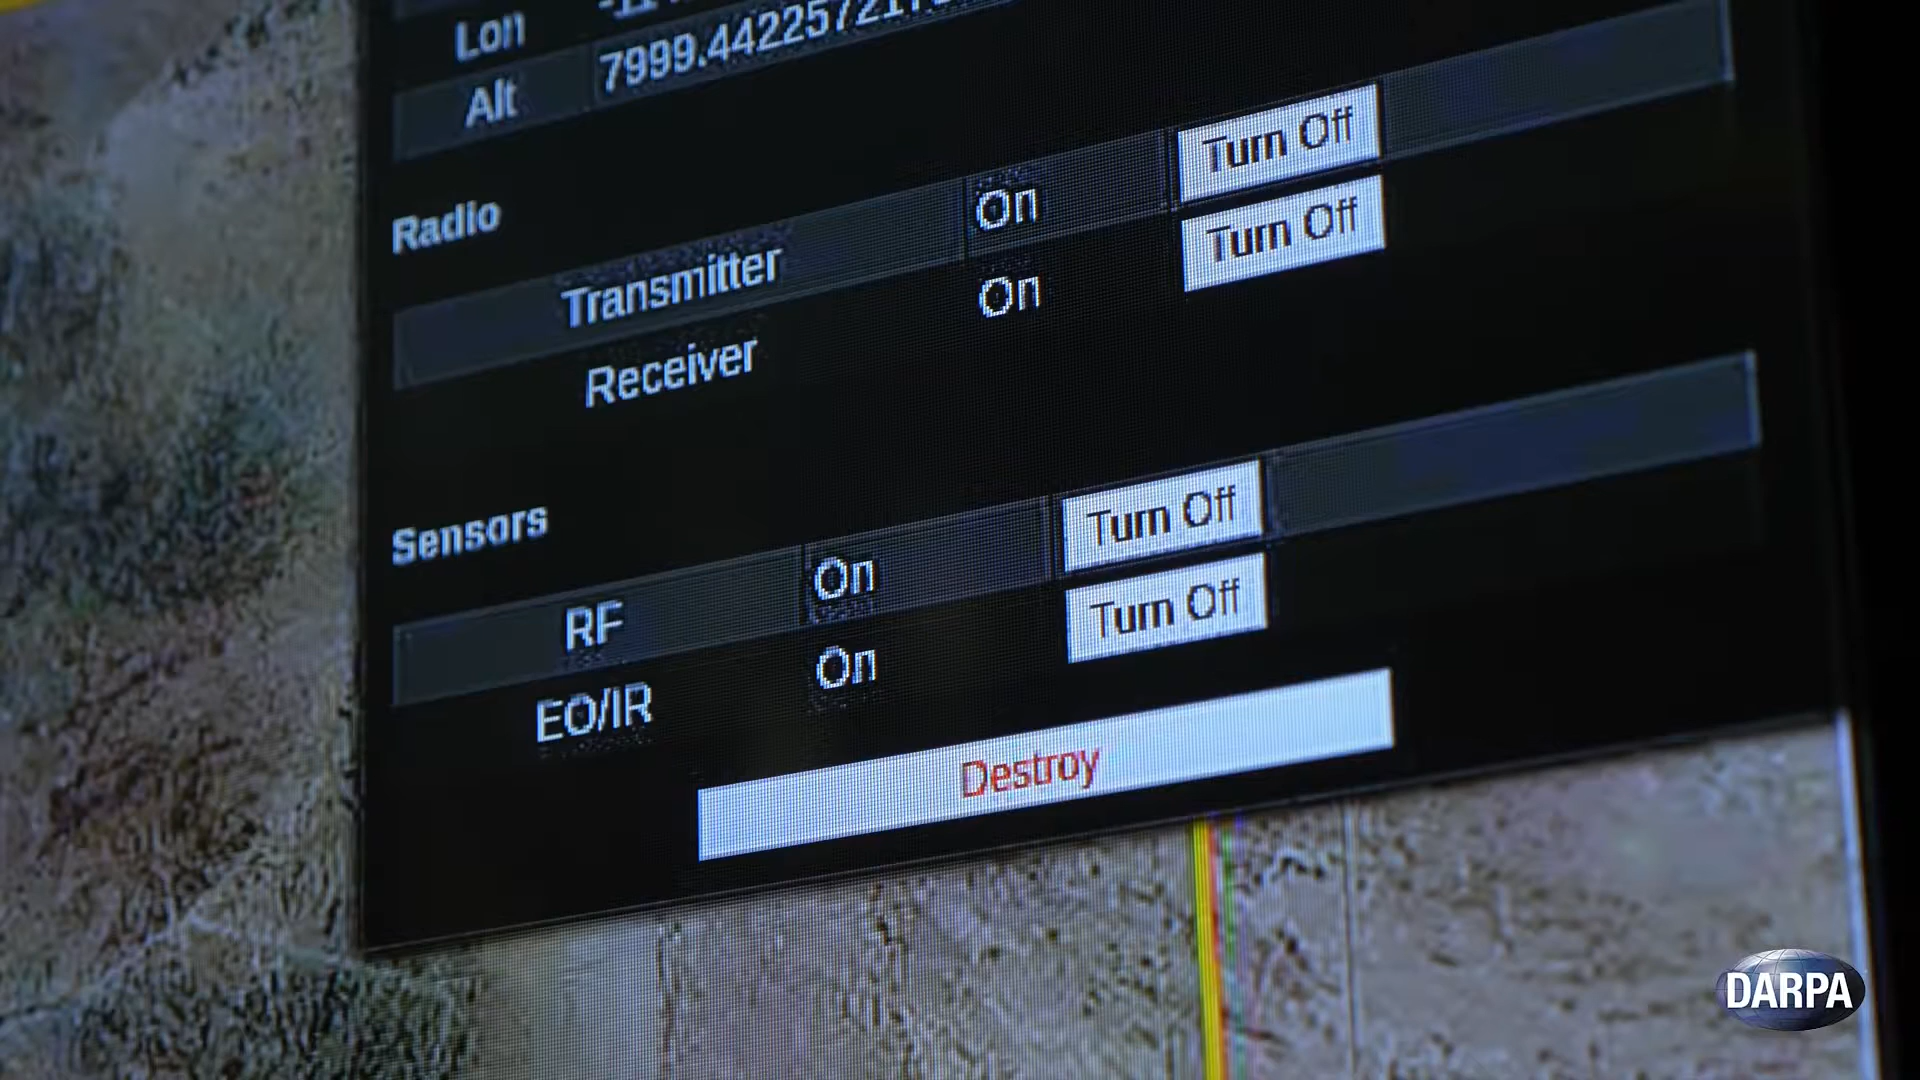 Lon
Alt 7999.44225721
Radio
Transmitter On Turn Off
Receiver On Turn Off
Sensors
RF On Turn Off
EO/IR On Turn Off
Destroy
DARPA